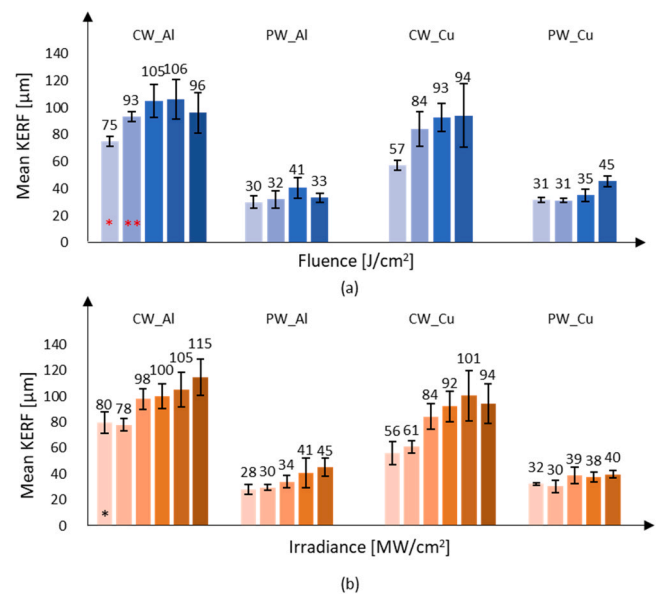 CW_Al PW_Al CW_Cu PW_Cu
140
120
100
80
60
40
20
0
Mean KERF [μm]
75 93 105 106 96
30 32 41 33
57 84 93 94
31 31 35 45
* **
Fluence [J/cm²]
(a)
CW_Al PW_Al CW_Cu PW_Cu
140
120
100
80
60
40
20
0
Mean KERF [μm]
80 78 98 100 105 115
28 30 34 41 45
56 61 84 92 101 94
32 30 39 38 40
*
Irradiance [MW/cm²]
(b)